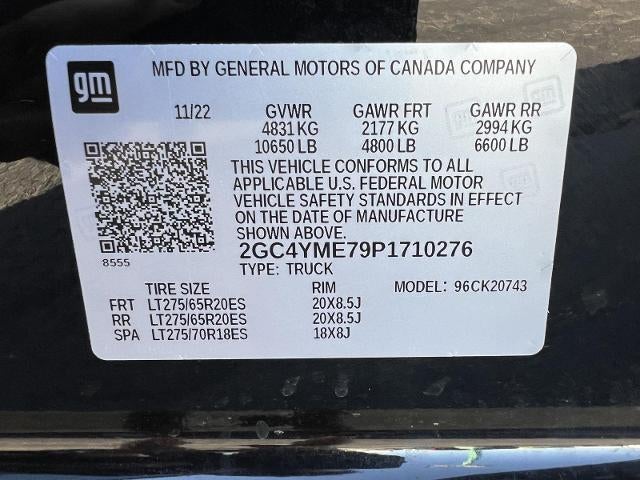 gm
MFD BY GENERAL MOTORS OF CANADA COMPANY
11/22 GVWR GAWR FRT GAWR RR
4831 KG 2177 KG 2994 KG
10650 LB 4800 LB 6600 LB
THIS VEHICLE CONFORMS TO ALL
APPLICABLE U.S. FEDERAL MOTOR
VEHICLE SAFETY STANDARDS IN EFFECT
ON THE DATE OF MANUFACTURE
SHOWN ABOVE.
8555
2GC4YME79P1710276
TYPE: TRUCK
TIRE SIZE RIM MODEL: 96CK20743
FRT LT275/65R20ES 20X8.5J
RR LT275/65R20ES 20X8.5J
SPA LT275/70R18ES 18X8J